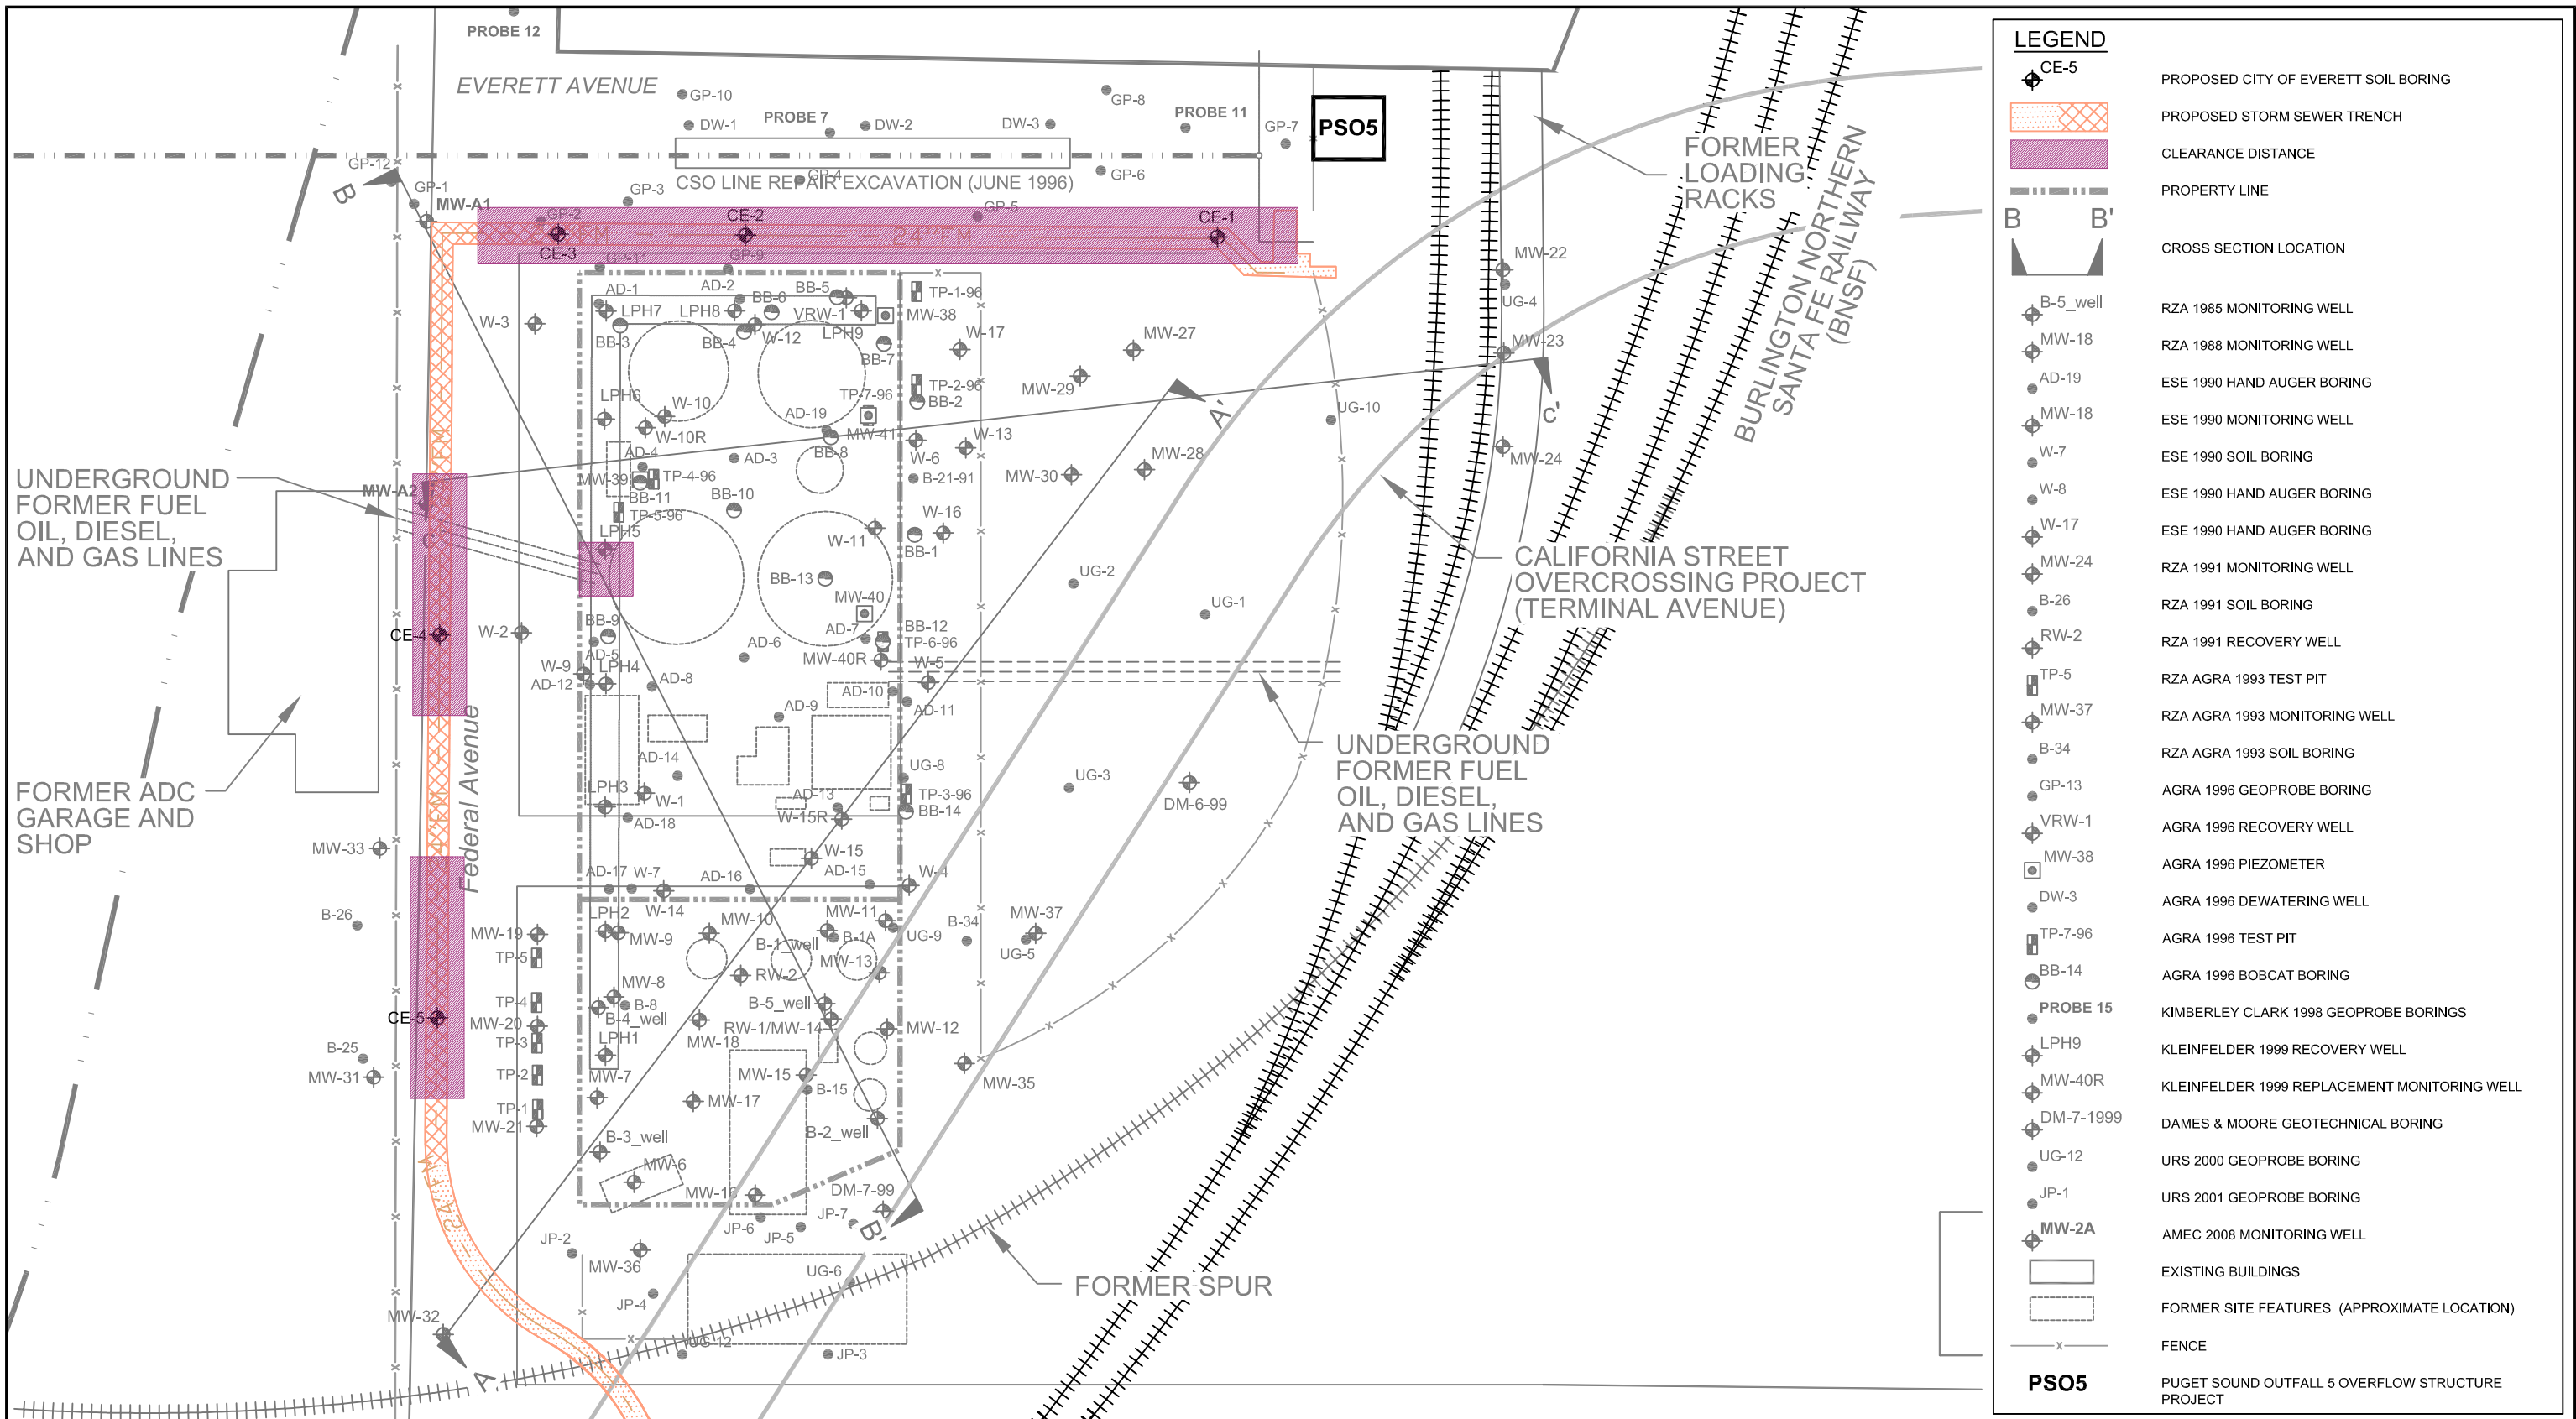 PROBE 12
EVERETT AVENUE
GP-10
GP-8
DW-1
PROBE 7
DW-2
DW-3
PROBE 11
GP-7
PSO5
GP-12
GP-4
GP-6
CSO LINE REPAIR EXCAVATION (JUNE 1996)
B
GP-1
GP-3
MW-A1
GP-2
CE-2
GP-5
CE-1
24"FM
CE-3
GP-11
GP-9
FORMER
LOADING
RACKS
BURLINGTON NORTHERN
SANTA FE RAILWAY
(BNSF)
MW-22
UG-4
MW-23
C'
MW-24
AD-1
AD-2
BB-6
BB-5
TP-1-96
LPH7
LPH8
VRW-1
MW-38
W-3
BB-3
BB-4
W-12
LPH9
BB-7
W-17
MW-27
MW-29
TP-2-96
BB-2
TP-7-96
A'
UG-10
LPH6
W-10
W-10R
AD-19
MW-41
BB-8
W-6
W-13
AD-4
AD-3
MW-39
TP-4-96
BB-11
BB-10
B-21-91
MW-30
MW-28
TP-5-96
LPH5
W-11
W-16
BB-1
UNDERGROUND
FORMER FUEL
OIL, DIESEL,
AND GAS LINES
MW-A2
C
CALIFORNIA STREET
OVERCROSSING PROJECT
(TERMINAL AVENUE)
BB-13
MW-40
UG-2
UG-1
CE-4
W-2
BB-9
AD-5
AD-6
AD-7
BB-12
TP-6-96
MW-40R
W-5
W-9
LPH4
AD-12
AD-8
AD-10
AD-11
AD-9
Federal Avenue
FORMER ADC
GARAGE AND
SHOP
AD-14
UG-8
LPH3
W-1
AD-13
TP-3-96
BB-14
AD-18
W-15R
UG-3
DM-6-99
UNDERGROUND
FORMER FUEL
OIL, DIESEL,
AND GAS LINES
MW-33
W-15
AD-17
W-7
AD-16
AD-15
W-4
W-14
B-26
LPH2
MW-10
MW-11
B-34
MW-37
MW-19
MW-9
B-1_well
B-1A
UG-9
UG-5
TP-5
MW-13
RW-2
MW-8
TP-4
B-8
B-5_well
CE-5
MW-20
B-4_well
RW-1/MW-14
MW-12
TP-3
LPH1
MW-18
B-25
MW-31
TP-2
MW-7
MW-15
B-15
MW-35
TP-1
MW-17
MW-21
B-3_well
B-2_well
MW-6
24"FM
MW-16
DM-7-99
JP-6
JP-5
JP-7
B'
JP-2
MW-36
UG-6
FORMER SPUR
JP-4
MW-32
UG-12
JP-3
A
LEGEND
CE-5 PROPOSED CITY OF EVERETT SOIL BORING
PROPOSED STORM SEWER TRENCH
CLEARANCE DISTANCE
PROPERTY LINE
B B'
CROSS SECTION LOCATION
B-5_well RZA 1985 MONITORING WELL
MW-18 RZA 1988 MONITORING WELL
AD-19 ESE 1990 HAND AUGER BORING
MW-18 ESE 1990 MONITORING WELL
W-7 ESE 1990 SOIL BORING
W-8 ESE 1990 HAND AUGER BORING
W-17 ESE 1990 HAND AUGER BORING
MW-24 RZA 1991 MONITORING WELL
B-26 RZA 1991 SOIL BORING
RW-2 RZA 1991 RECOVERY WELL
TP-5 RZA AGRA 1993 TEST PIT
MW-37 RZA AGRA 1993 MONITORING WELL
B-34 RZA AGRA 1993 SOIL BORING
GP-13 AGRA 1996 GEOPROBE BORING
VRW-1 AGRA 1996 RECOVERY WELL
MW-38 AGRA 1996 PIEZOMETER
DW-3 AGRA 1996 DEWATERING WELL
TP-7-96 AGRA 1996 TEST PIT
BB-14 AGRA 1996 BOBCAT BORING
PROBE 15 KIMBERLEY CLARK 1998 GEOPROBE BORINGS
LPH9 KLEINFELDER 1999 RECOVERY WELL
MW-40R KLEINFELDER 1999 REPLACEMENT MONITORING WELL
DM-7-1999 DAMES & MOORE GEOTECHNICAL BORING
UG-12 URS 2000 GEOPROBE BORING
JP-1 URS 2001 GEOPROBE BORING
MW-2A AMEC 2008 MONITORING WELL
EXISTING BUILDINGS
FORMER SITE FEATURES (APPROXIMATE LOCATION)
FENCE
PSO5 PUGET SOUND OUTFALL 5 OVERFLOW STRUCTURE
PROJECT